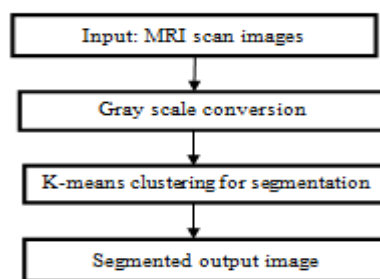 Input: MRI scan images
Gray scale conversion
K-means clustering for segmentation
Segmented output image